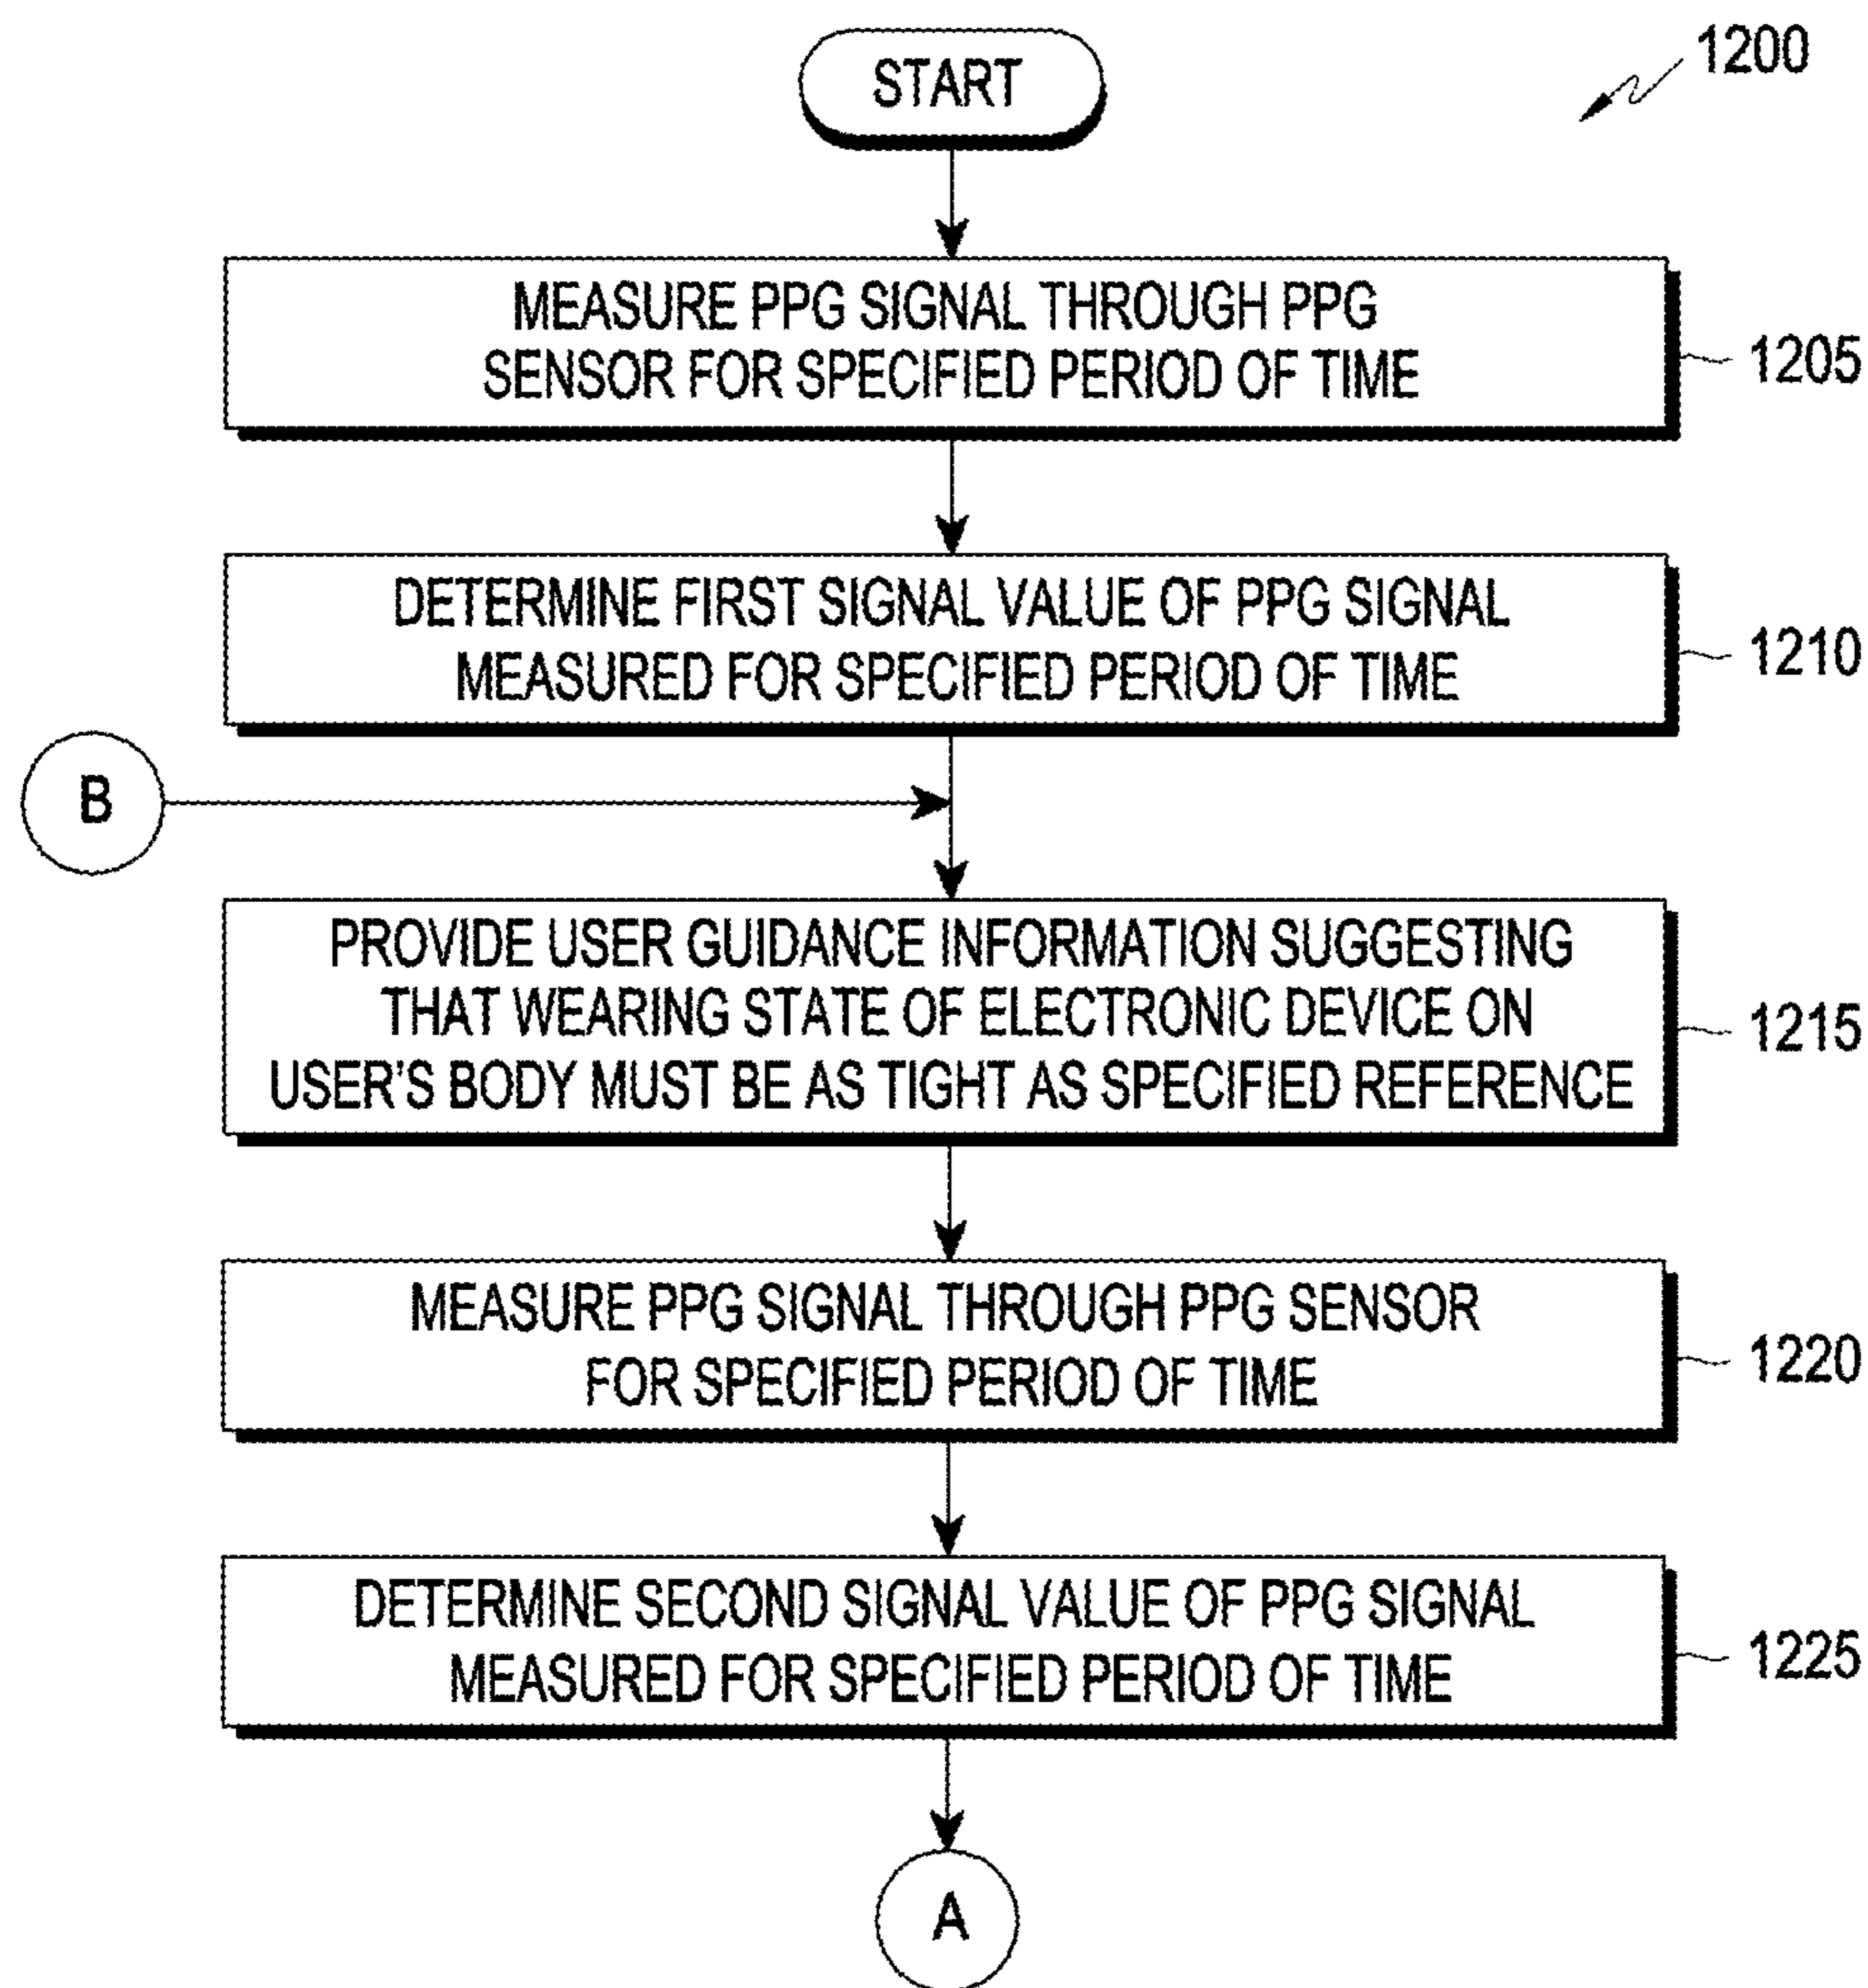 1200
START
MEASURE PPG SIGNAL THROUGH PPG
SENSOR FOR SPECIFIED PERIOD OF TIME
1205
DETERMINE FIRST SIGNAL VALUE OF PPG SIGNAL
MEASURED FOR SPECIFIED PERIOD OF TIME
1210
B
PROVIDE USER GUIDANCE INFORMATION SUGGESTING
THAT WEARING STATE OF ELECTRONIC DEVICE ON
USER'S BODY MUST BE AS TIGHT AS SPECIFIED REFERENCE
1215
MEASURE PPG SIGNAL THROUGH PPG SENSOR
FOR SPECIFIED PERIOD OF TIME
1220
DETERMINE SECOND SIGNAL VALUE OF PPG SIGNAL
MEASURED FOR SPECIFIED PERIOD OF TIME
1225
A